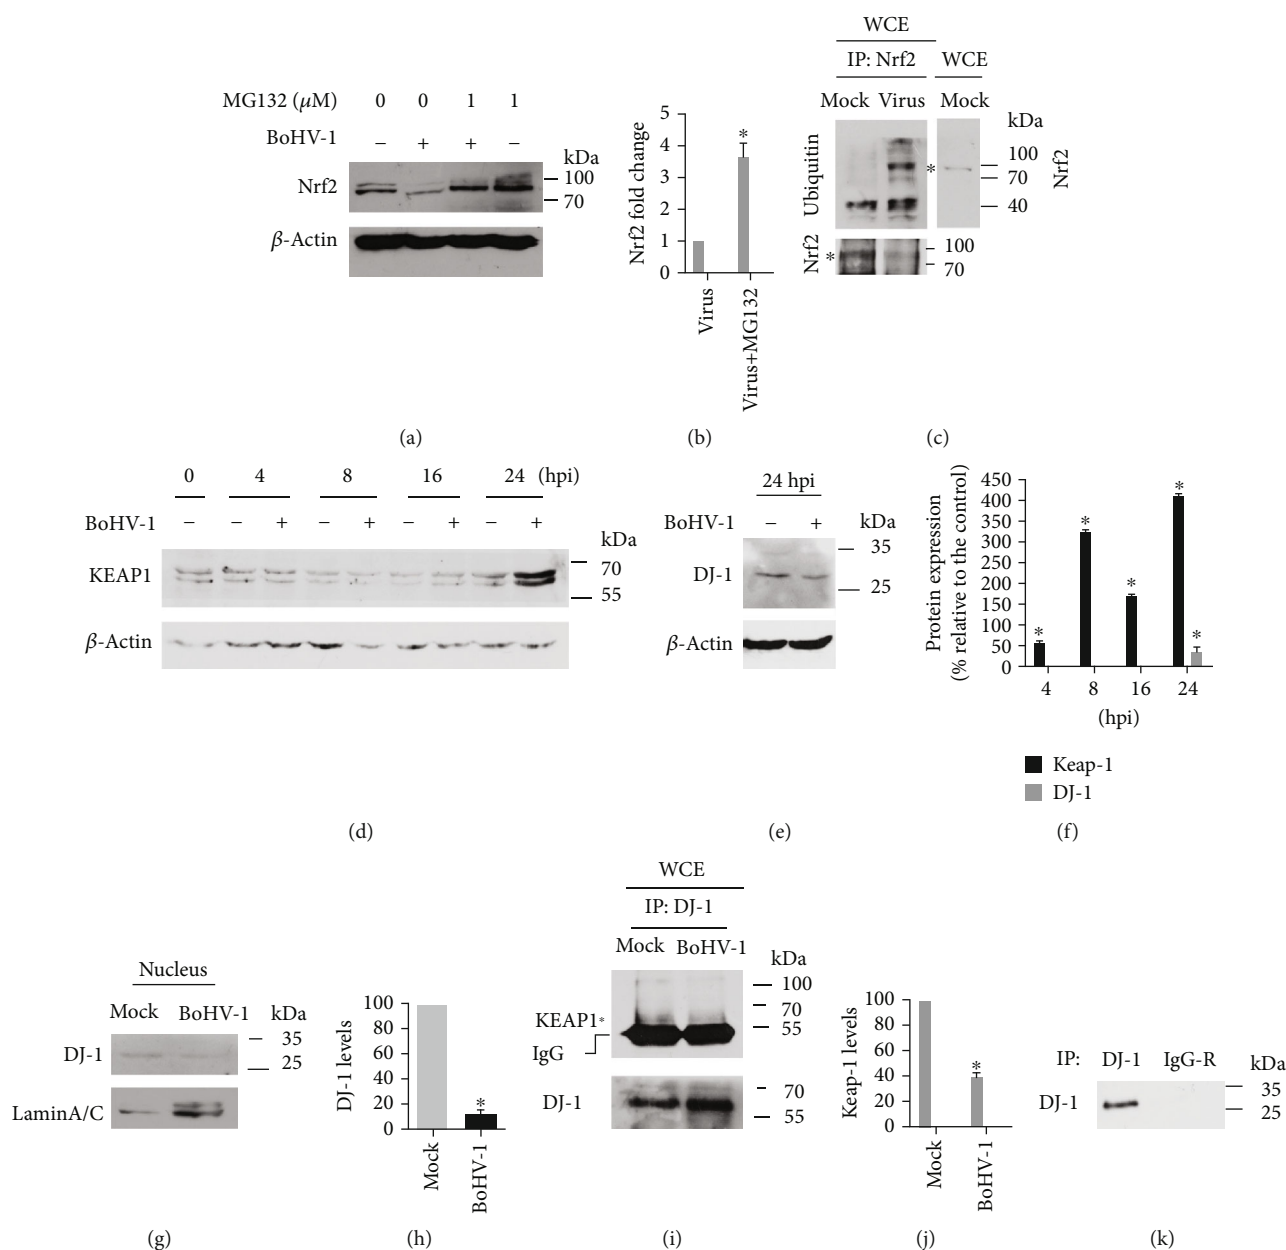 MG132 (μM) 0 0 1 1
BoHV-1 – + + –
kDa
Nrf2
100
70
β-Actin
(a)
5
4
3
2
1
0
Nrf2 fold change
*
Virus
Virus+MG132
(b)
WCE
IP: Nrf2 WCE
Mock Virus Mock
kDa
Ubiquitin
*
100
70
40
Nrf2
Nrf2
*
100
70
(c)
0 4 8 16 24 (hpi)
BoHV-1 – – + – + – + – +
kDa
KEAP1
70
55
β-Actin
(d)
24 hpi
BoHV-1 – + kDa
DJ-1
35
25
β-Actin
(e)
Protein expression
(% relative to the control)
450
400
350
300
250
200
150
100
50
0
* * * * *
4 8 16 24
(hpi)
Keap-1
DJ-1
(f)
Nucleus
Mock BoHV-1 kDa
DJ-1
35
25
LaminA/C
(g)
DJ-1 levels
100
80
60
40
20
0
*
Mock
BoHV-1
(h)
WCE
IP: DJ-1
Mock BoHV-1
kDa
100
70
55
KEAP1*
IgG
DJ-1
70
55
(i)
Keap-1 levels
100
80
60
40
20
0
*
Mock
BoHV-1
(j)
IP: DJ-1 IgG-R kDa
DJ-1
35
25
(k)